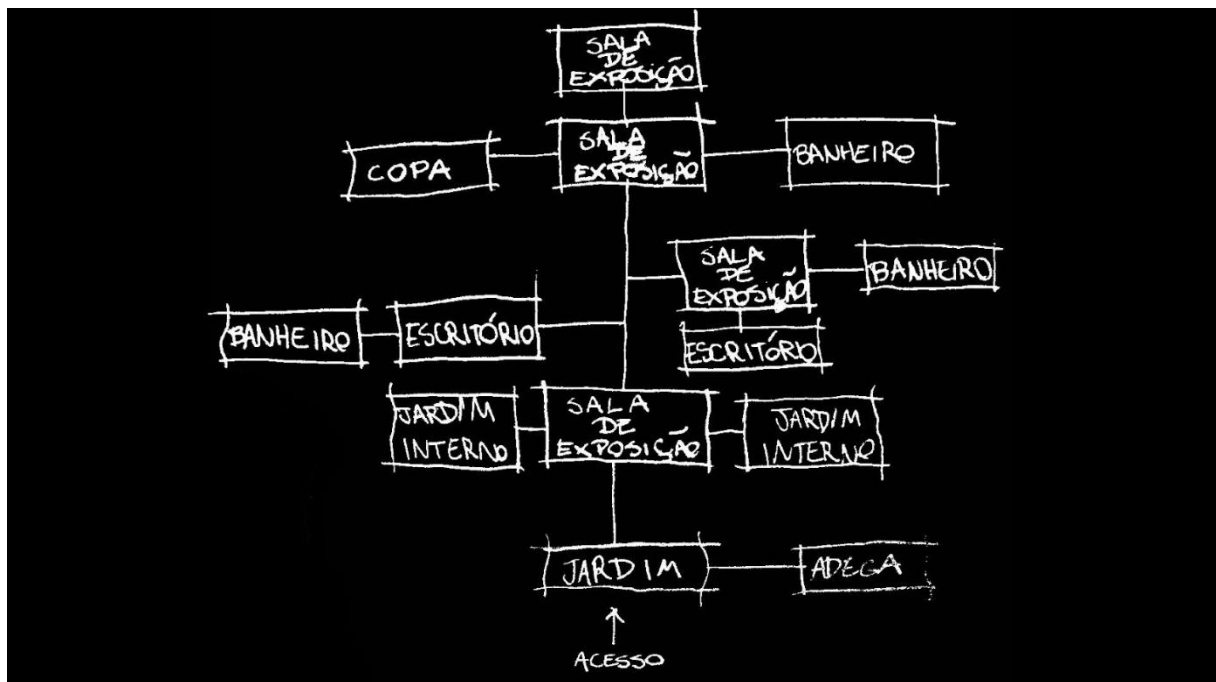 SALA
DE
EXPOSIÇÃO
COPA
SALA
DE
EXPOSIÇÃO
BANHEIRO
SALA
DE
EXPOSIÇÃO
BANHEIRO
BANHEIRO
ESCRITÓRIO
ESCRITÓRIO
JARDIM
INTERNO
SALA
DE
EXPOSIÇÃO
JARDIM
INTERNO
JARDIM
ADEGA
ACESSO